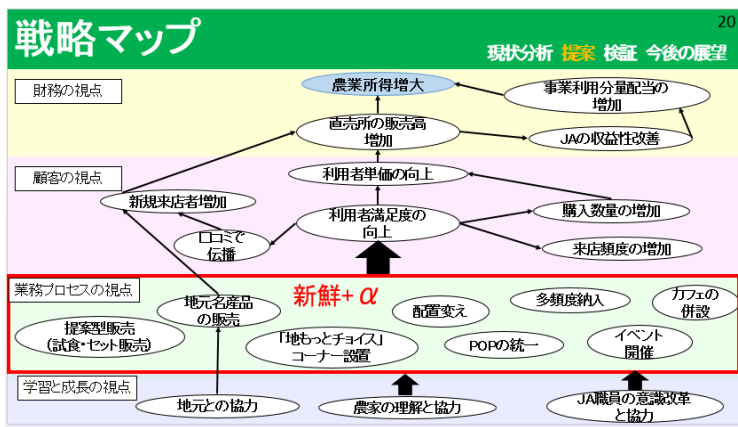 20
戦略マップ
現状分析 提案 検証 今後の展望
財務の視点
農業所得増大
事業利用分量配当の
増加
直売所の販売高
増加
JAの収益性改善
顧客の視点
利用者単価の向上
新規来店者増加
利用者満足度の
向上
購入数量の増加
口コミで
伝播
来店頻度の増加
業務プロセスの視点
地元名産品
の販売
新鮮+α
配置変え
多頻度納入
カフェの
併設
提案型販売
(試食・セット販売)
「地もっとチョイス」
コーナー設置
POPの統一
イベント
開催
学習と成長の視点
地元との協力
農家の理解と協力
JA職員の意識改革
と協力